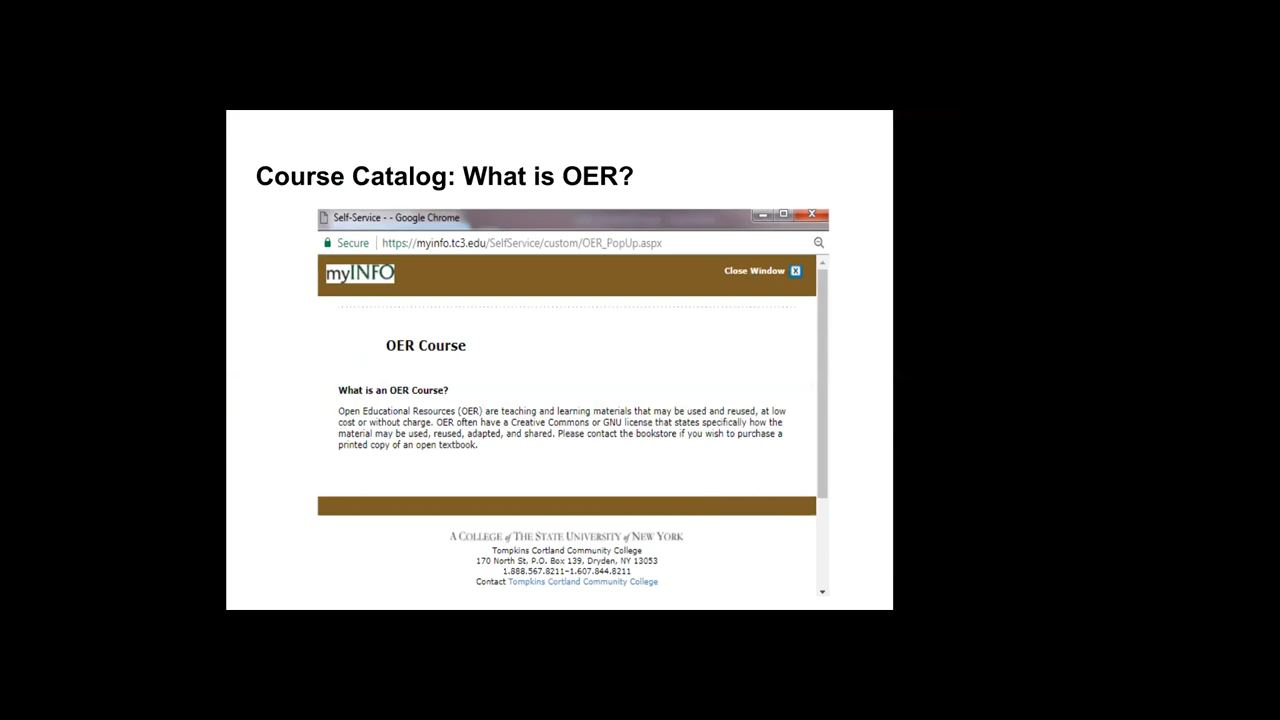 Course Catalog: What is OER?
Self-Service - - Google Chrome
Secure | https://myinfo.tc3.edu/SelfService/custom/OER_PopUp.aspx
myINFO
Close Window X
OER Course
What is an OER Course?
Open Educational Resources (OER) are teaching and learning materials that may be used and reused, at low
cost or without charge. OER often have a Creative Commons or GNU license that states specifically how the
material may be used, reused, adapted, and shared. Please contact the bookstore if you wish to purchase a
printed copy of an open textbook.
A COLLEGE of THE STATE UNIVERSITY of NEW YORK
Tompkins Cortland Community College
170 North St, P.O. Box 139, Dryden, NY 13053
1.888.567.8211–1.607.844.8211
Contact Tompkins Cortland Community College